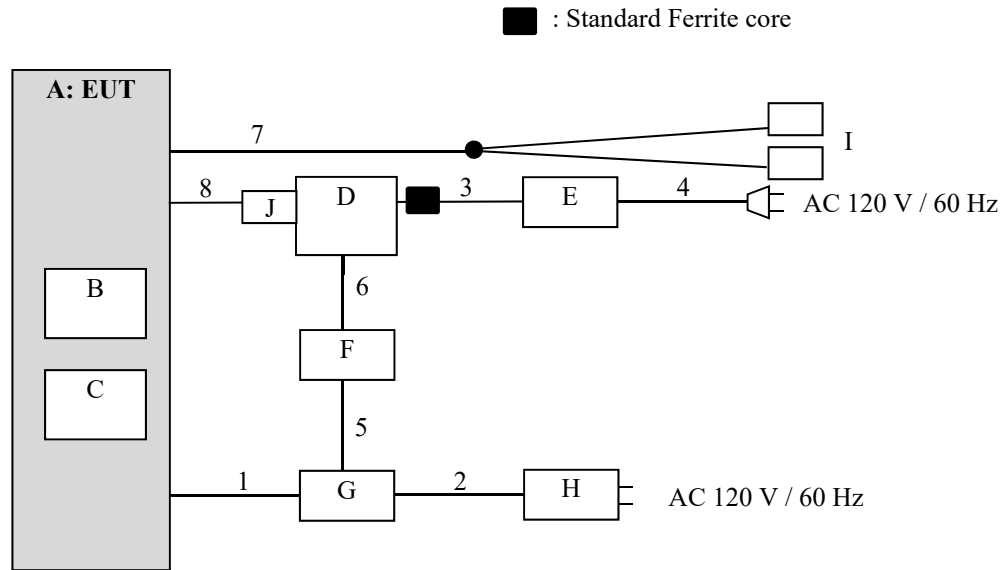 : Standard Ferrite core
A: EUT
7
I
8
J
D
3
E
4
AC 120 V / 60 Hz
B
6
F
C
5
1
G
2
H
AC 120 V / 60 Hz